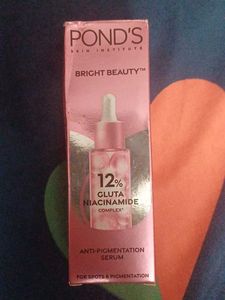 POND'S
SKIN INSTITUTE
BRIGHT BEAUTY™
12%
GLUTA
NIACINAMIDE
COMPLEX*
ANTI-PIGMENTATION
SERUM
FOR SPOTS & PIGMENTATION